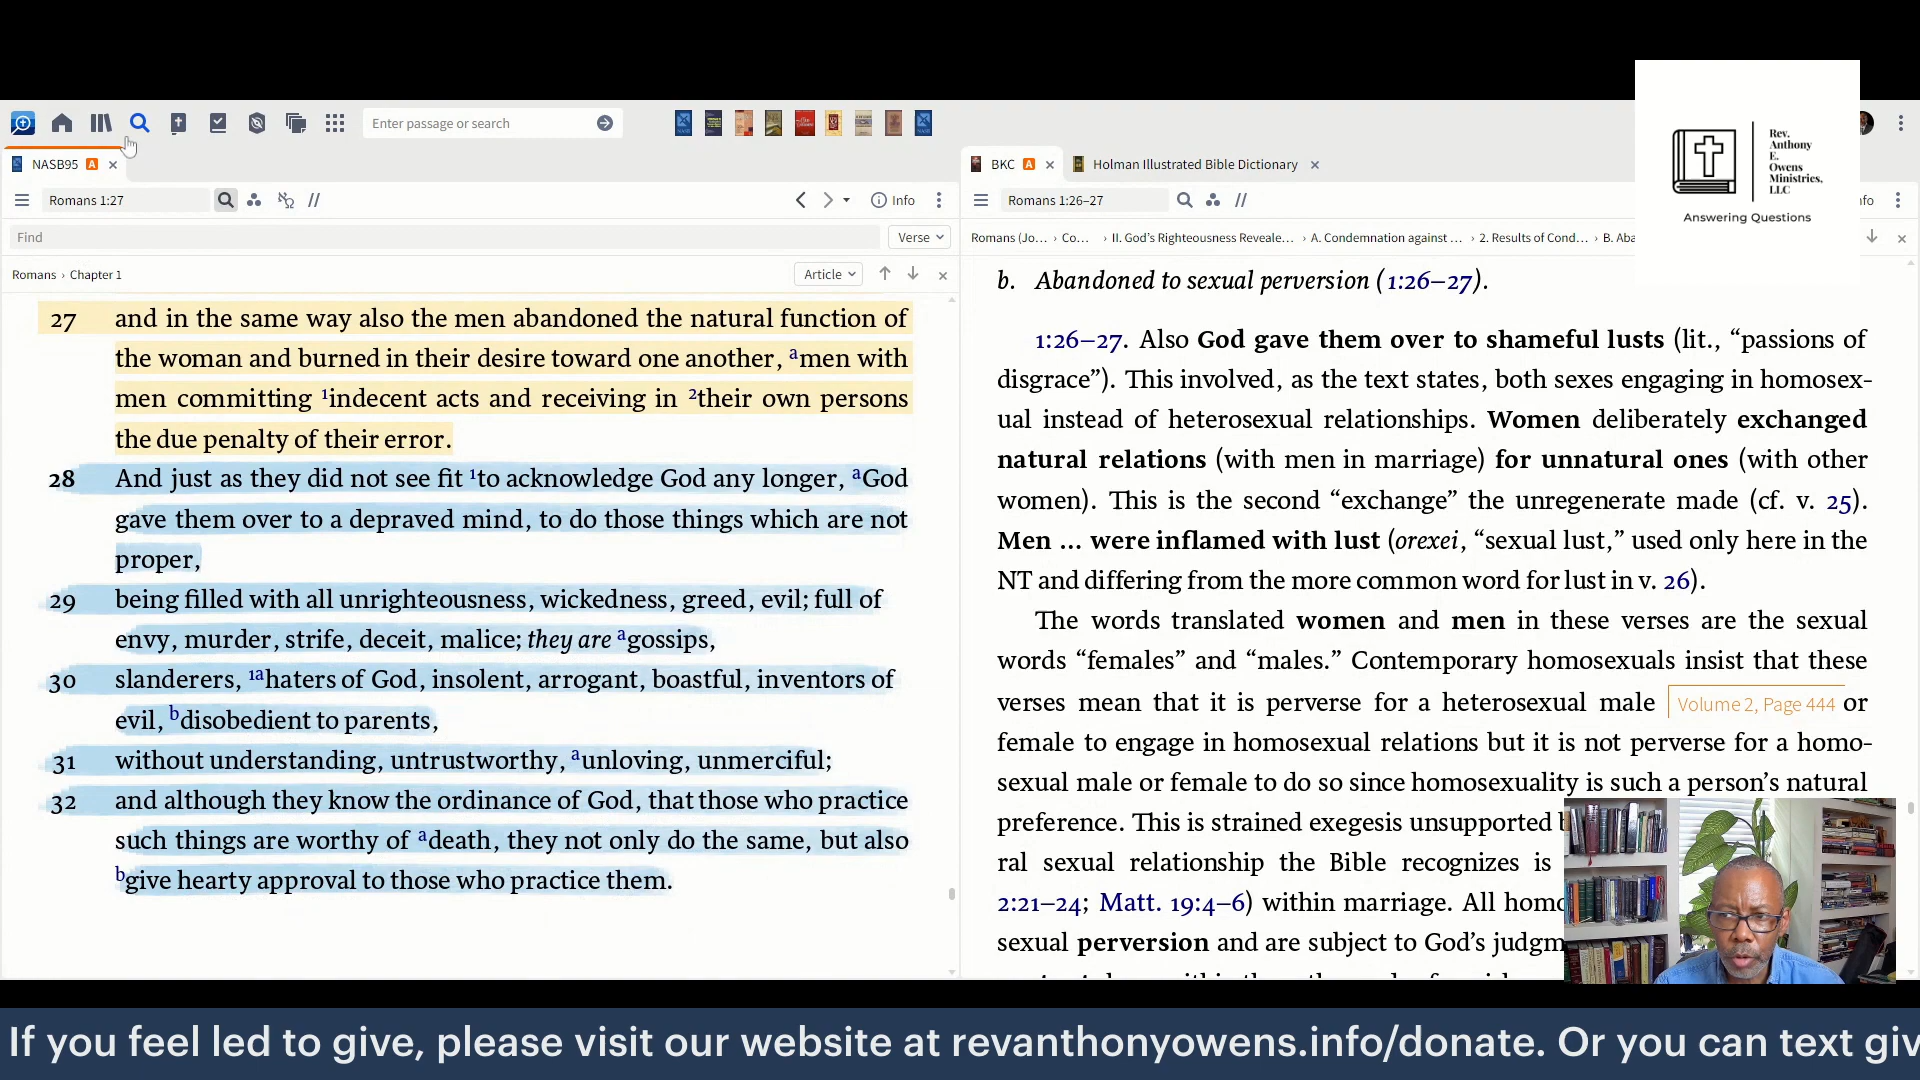 Enter passage or search
Rev.
Anthony
E.
Owens
Ministries,
LLC
Answering Questions
NASB95 A
BKC A
Holman Illustrated Bible Dictionary
Romans 1:27
Info
Romans 1:26–27
nfo
Find
Verse
Romans (Jo... › Co... › II. God’s Righteousness Reveale... › A. Condemnation against ... › 2. Results of Cond... › B. Aba
Romans › Chapter 1
Article
27 and in the same way also the men abandoned the natural function of
the woman and burned in their desire toward one another, ᵃmen with
men committing ¹indecent acts and receiving in ²their own persons
the due penalty of their error.
28 And just as they did not see fit ¹to acknowledge God any longer, ᵃGod
gave them over to a depraved mind, to do those things which are not
proper,
29 being filled with all unrighteousness, wickedness, greed, evil; full of
envy, murder, strife, deceit, malice; they are ᵃgossips,
30 slanderers, ¹ᵃhaters of God, insolent, arrogant, boastful, inventors of
evil, ᵇdisobedient to parents,
31 without understanding, untrustworthy, ᵃunloving, unmerciful;
32 and although they know the ordinance of God, that those who practice
such things are worthy of ᵃdeath, they not only do the same, but also
ᵇgive hearty approval to those who practice them.
b. Abandoned to sexual perversion (1:26–27).
1:26–27. Also God gave them over to shameful lusts (lit., “passions of
disgrace”). This involved, as the text states, both sexes engaging in homosex-
ual instead of heterosexual relationships. Women deliberately exchanged
natural relations (with men in marriage) for unnatural ones (with other
women). This is the second “exchange” the unregenerate made (cf. v. 25).
Men ... were inflamed with lust (orexei, “sexual lust,” used only here in the
NT and differing from the more common word for lust in v. 26).
The words translated women and men in these verses are the sexual
words “females” and “males.” Contemporary homosexuals insist that these
verses mean that it is perverse for a heterosexual male Volume 2, Page 444 or
female to engage in homosexual relations but it is not perverse for a homo-
sexual male or female to do so since homosexuality is such a person’s natural
preference. This is strained exegesis unsupported
ral sexual relationship the Bible recognizes is
2:21–24; Matt. 19:4–6) within marriage. All homo
sexual perversion and are subject to God’s judgm
If you feel led to give, please visit our website at revanthonyowens.info/donate. Or you can text giv